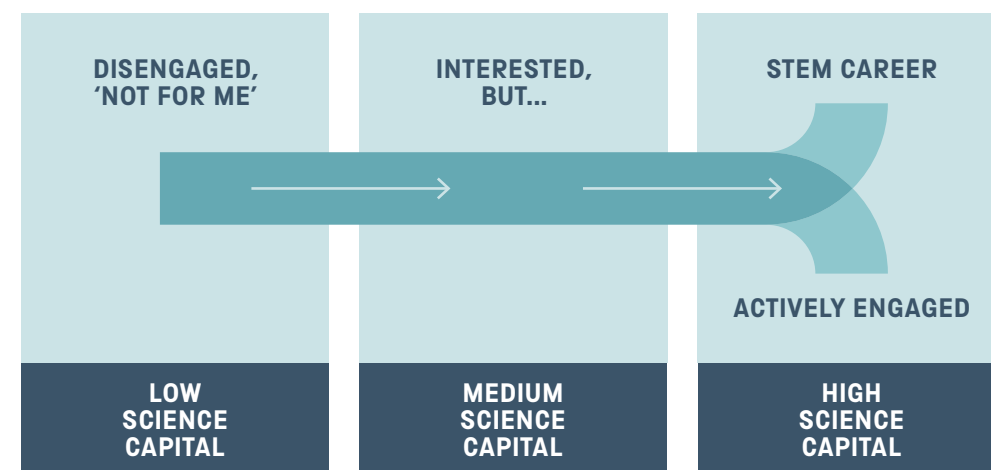 DISENGAGED,
‘NOT FOR ME’
INTERESTED,
BUT...
STEM CAREER
ACTIVELY ENGAGED
LOW
SCIENCE
CAPITAL
MEDIUM
SCIENCE
CAPITAL
HIGH
SCIENCE
CAPITAL